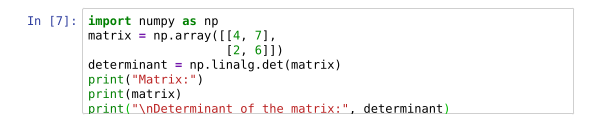 In [7]: import numpy as np
matrix = np.array([[4, 7],
                   [2, 6]])
determinant = np.linalg.det(matrix)
print("Matrix:")
print(matrix)
print("\nDeterminant of the matrix:", determinant)